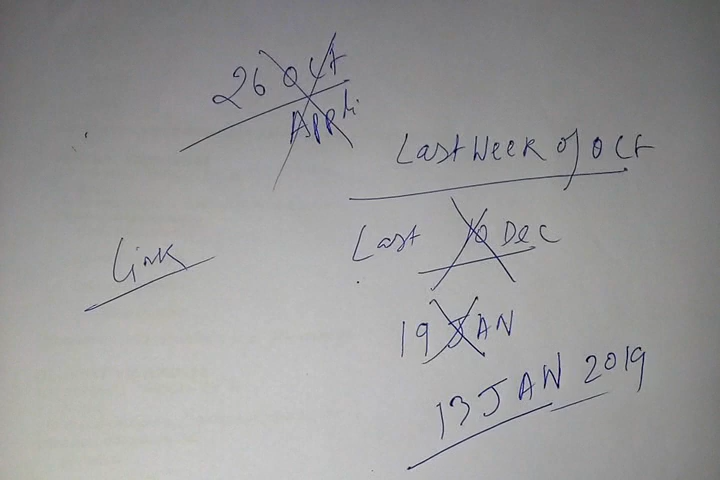 26 OCT
Appli
Last Week of OCT
Link
Last 10 Dec
19 JAN
13 JAN 2019